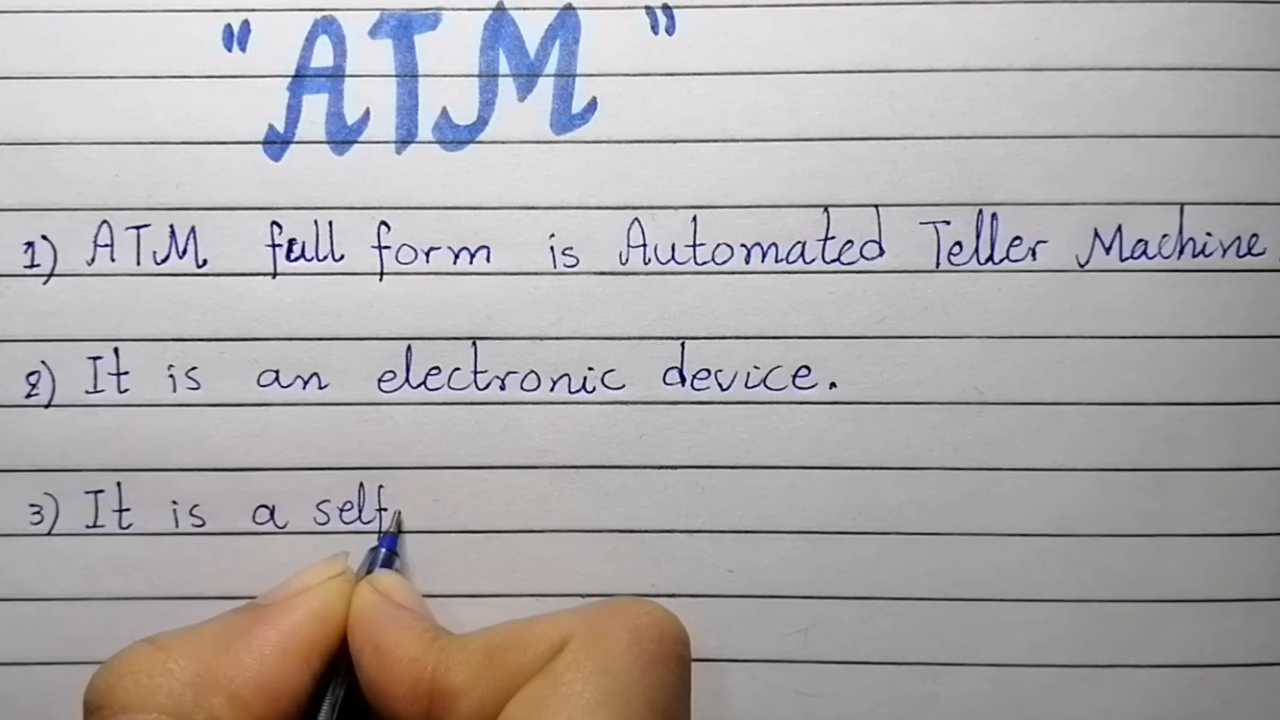 "ATM"
1) ATM full form is Automated Teller Machine.
2) It is an electronic device.
3) It is a self